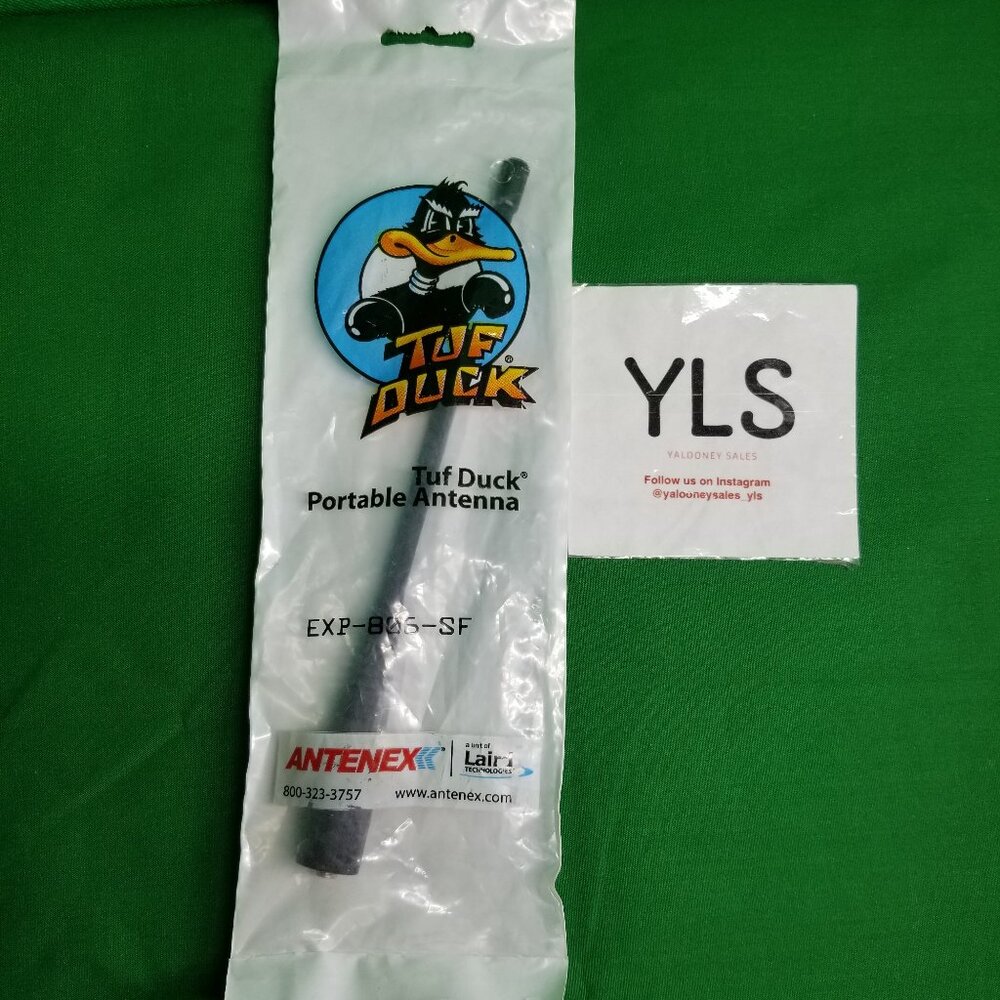 TUF
DUCK®
Tuf Duck®
Portable Antenna
EXP-806-SF
ANTENEX®
a unit of
Laird
TECHNOLOGIES
800-323-3757
www.antenex.com
YLS
YALOONEY SALES
Follow us on Instagram
@yalooneysales_yls